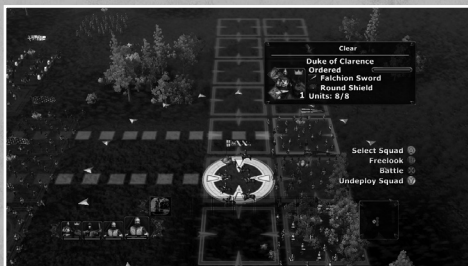 Clear
Duke of Clarence
Ordered
Falchion Sword
Round Shield
1 Units: 8/8
Select Squad
Freelook
Battle
Undeploy Squad